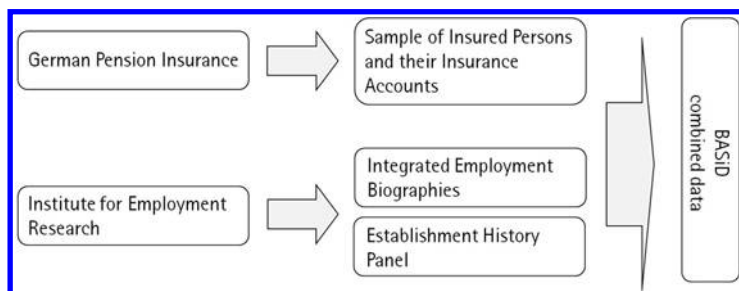 German Pension Insurance
Sample of Insured Persons
and their Insurance
Accounts
Institute for Employment
Research
Integrated Employment
Biographies
Establishment History
Panel
BASiD
combined data